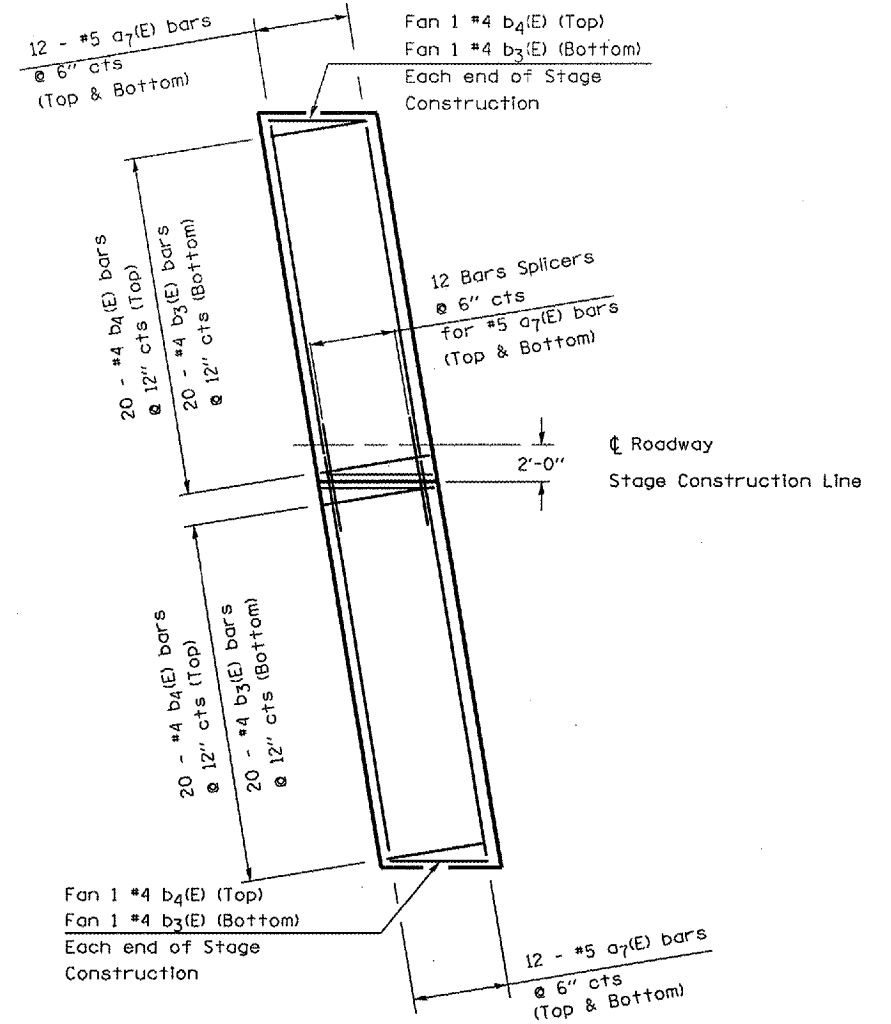 12 - #5 a7(E) bars
@ 6" cts
(Top & Bottom)
Fan 1 #4 b4(E) (Top)
Fan 1 #4 b3(E) (Bottom)
Each end of Stage
Construction
20 - #4 b4(E) bars
@ 12" cts (Top)
20 - #4 b3(E) bars
@ 12" cts (Bottom)
12 Bars Splicers
@ 6" cts
for #5 a7(E) bars
(Top & Bottom)
℄ Roadway
2'-0"
Stage Construction Line
20 - #4 b4(E) bars
@ 12" cts (Top)
20 - #4 b3(E) bars
@ 12" cts (Bottom)
Fan 1 #4 b4(E) (Top)
Fan 1 #4 b3(E) (Bottom)
Each end of Stage
Construction
12 - #5 a7(E) bars
@ 6" cts
(Top & Bottom)